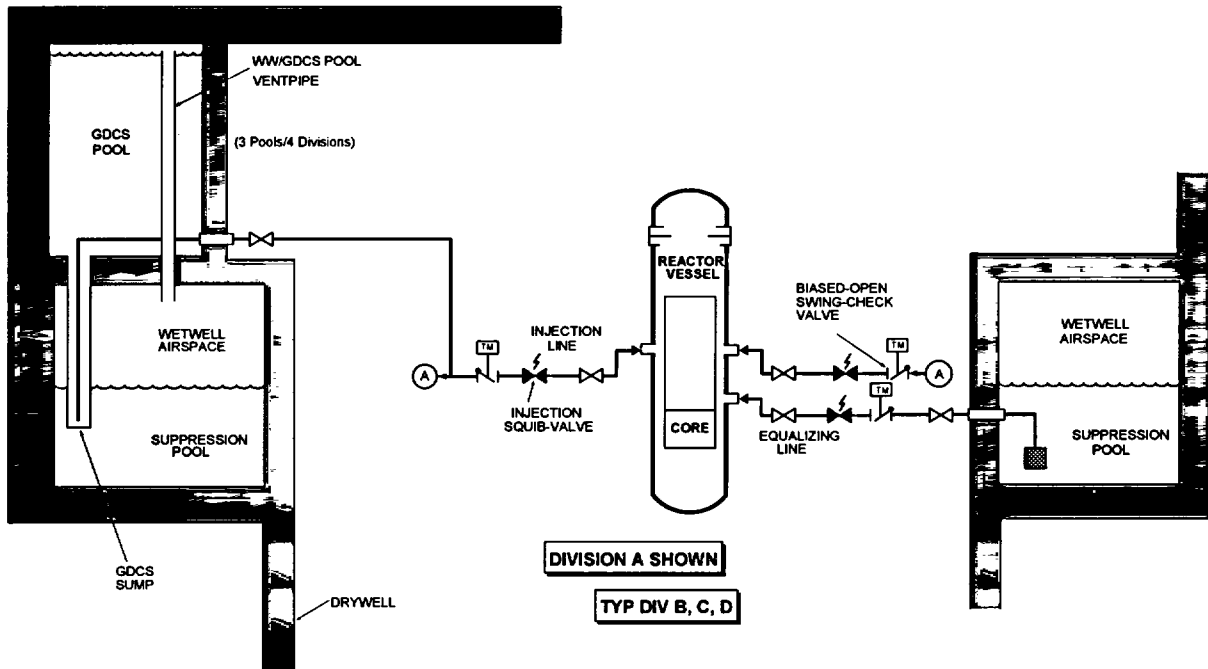 WW/GDCS POOL
VENTPIPE
GDCS
POOL
(3 Pools/4 Divisions)
REACTOR
VESSEL
BIASED-OPEN
SWING-CHECK
VALVE
WETWELL
AIRSPACE
WETWELL
AIRSPACE
INJECTION
LINE
TM
TM
A
A
TM
INJECTION
SQUIB-VALVE
CORE
EQUALIZING
LINE
SUPPRESSION
POOL
SUPPRESSION
POOL
GDCS
SUMP
DRYWELL
DIVISION A SHOWN
TYP DIV B, C, D